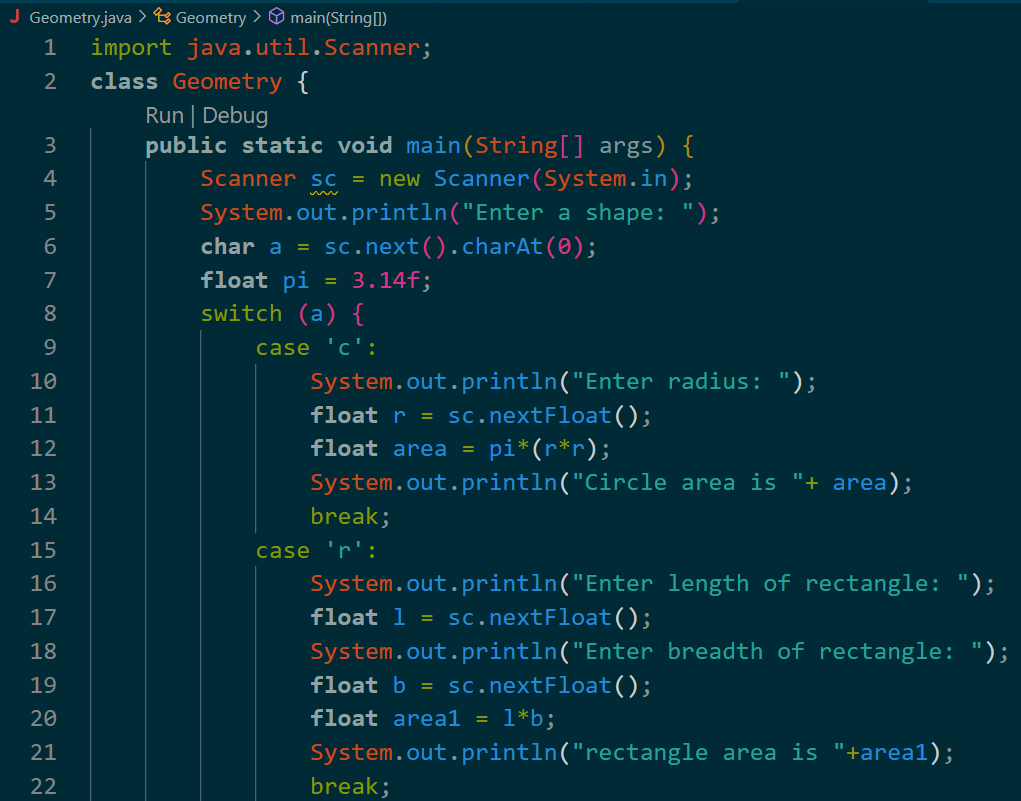 Geometry.java > Geometry > main(String[])
1 import java.util.Scanner;
2 class Geometry {
Run | Debug
3 public static void main(String[] args) {
4 Scanner sc = new Scanner(System.in);
5 System.out.println("Enter a shape: ");
6 char a = sc.next().charAt(0);
7 float pi = 3.14f;
8 switch (a) {
9 case 'c':
10 System.out.println("Enter radius: ");
11 float r = sc.nextFloat();
12 float area = pi*(r*r);
13 System.out.println("Circle area is "+ area);
14 break;
15 case 'r':
16 System.out.println("Enter length of rectangle: ");
17 float l = sc.nextFloat();
18 System.out.println("Enter breadth of rectangle: ");
19 float b = sc.nextFloat();
20 float area1 = l*b;
21 System.out.println("rectangle area is "+area1);
22 break;